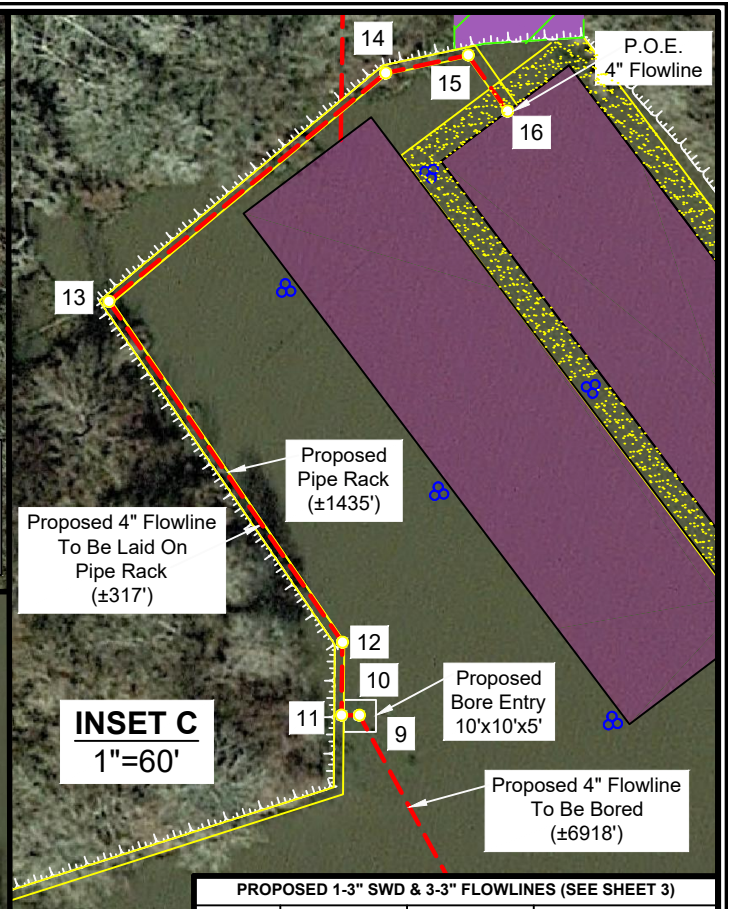 14
P.O.E.
4" Flowline
15
16
13
Proposed
Pipe Rack
(±1435')
Proposed 4" Flowline
To Be Laid On
Pipe Rack
(±317')
12
10
Proposed
Bore Entry
10'x10'x5'
11
9
INSET C
1"=60'
Proposed 4" Flowline
To Be Bored
(±6918')
PROPOSED 1-3" SWD & 3-3" FLOWLINES (SEE SHEET 3)